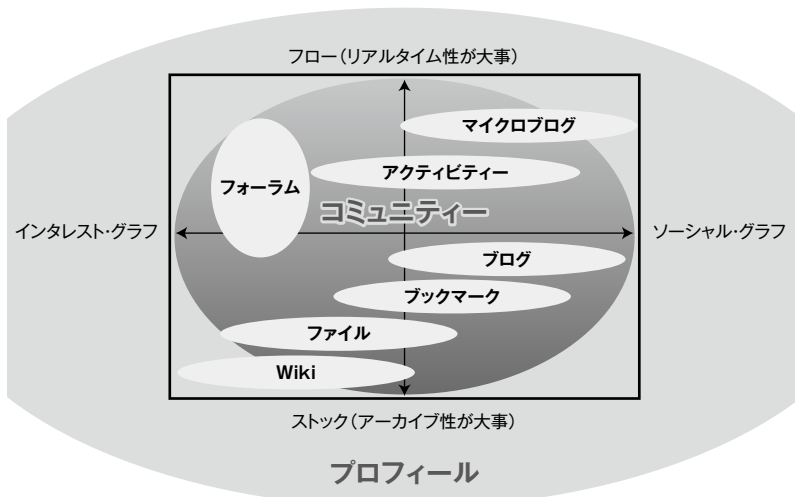 フロー(リアルタイム性が大事)
マイクロブログ
アクティビティー
フォーラム
コミュニティー
インタレスト・グラフ
ソーシャル・グラフ
ブログ
ブックマーク
ファイル
Wiki
ストック(アーカイブ性が大事)
プロフィール